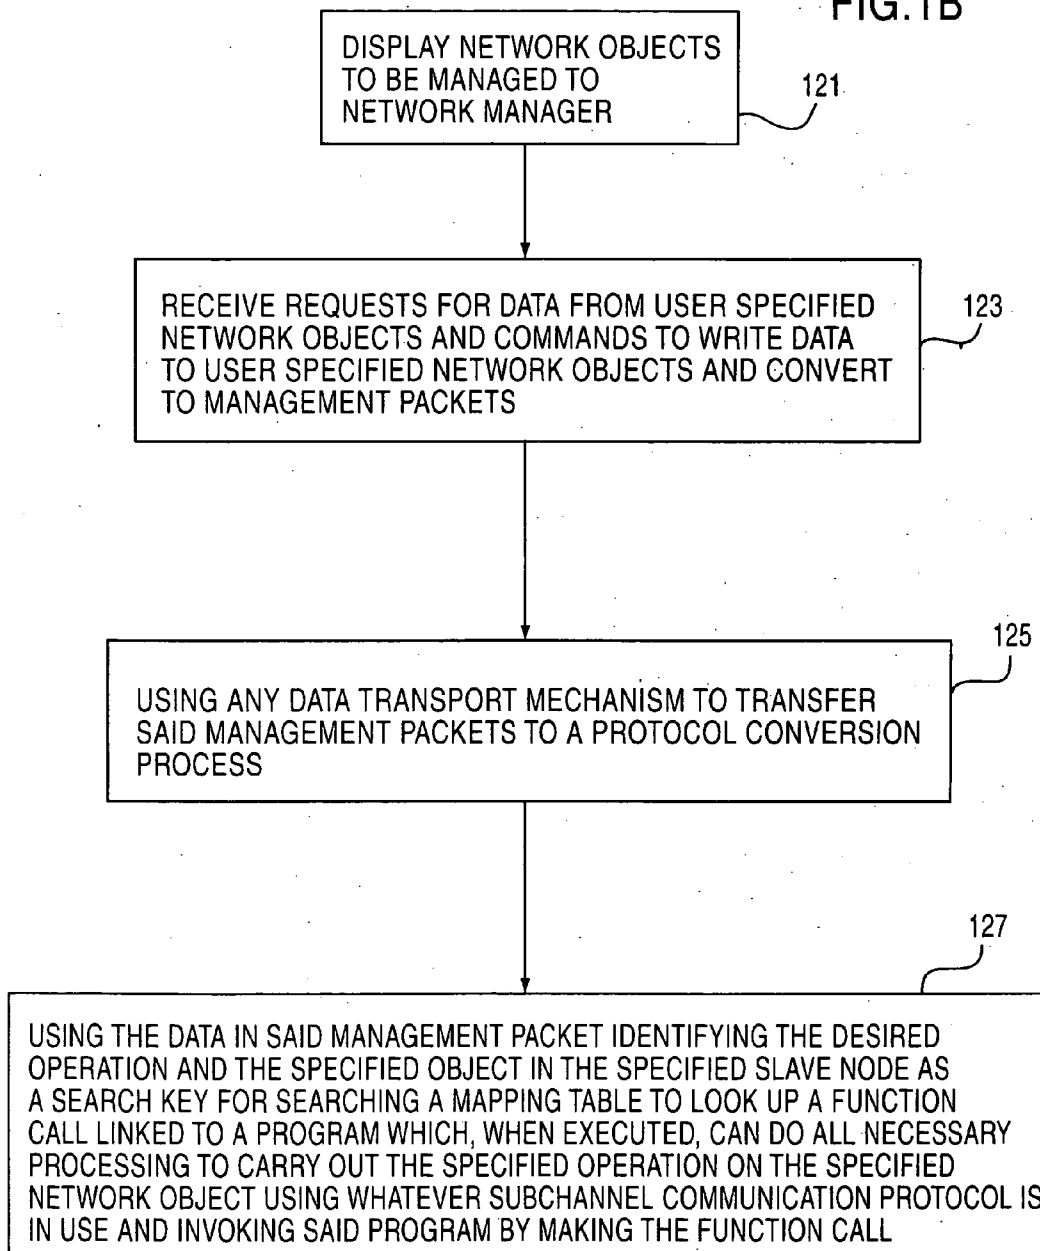 FIG.1B
DISPLAY NETWORK OBJECTS
TO BE MANAGED TO
NETWORK MANAGER
121
RECEIVE REQUESTS FOR DATA FROM USER SPECIFIED
NETWORK OBJECTS AND COMMANDS TO WRITE DATA
TO USER SPECIFIED NETWORK OBJECTS AND CONVERT
TO MANAGEMENT PACKETS
123
USING ANY DATA TRANSPORT MECHANISM TO TRANSFER
SAID MANAGEMENT PACKETS TO A PROTOCOL CONVERSION
PROCESS
125
127
USING THE DATA IN SAID MANAGEMENT PACKET IDENTIFYING THE DESIRED
OPERATION AND THE SPECIFIED OBJECT IN THE SPECIFIED SLAVE NODE AS
A SEARCH KEY FOR SEARCHING A MAPPING TABLE TO LOOK UP A FUNCTION
CALL LINKED TO A PROGRAM WHICH, WHEN EXECUTED, CAN DO ALL NECESSARY
PROCESSING TO CARRY OUT THE SPECIFIED OPERATION ON THE SPECIFIED
NETWORK OBJECT USING WHATEVER SUBCHANNEL COMMUNICATION PROTOCOL IS
IN USE AND INVOKING SAID PROGRAM BY MAKING THE FUNCTION CALL